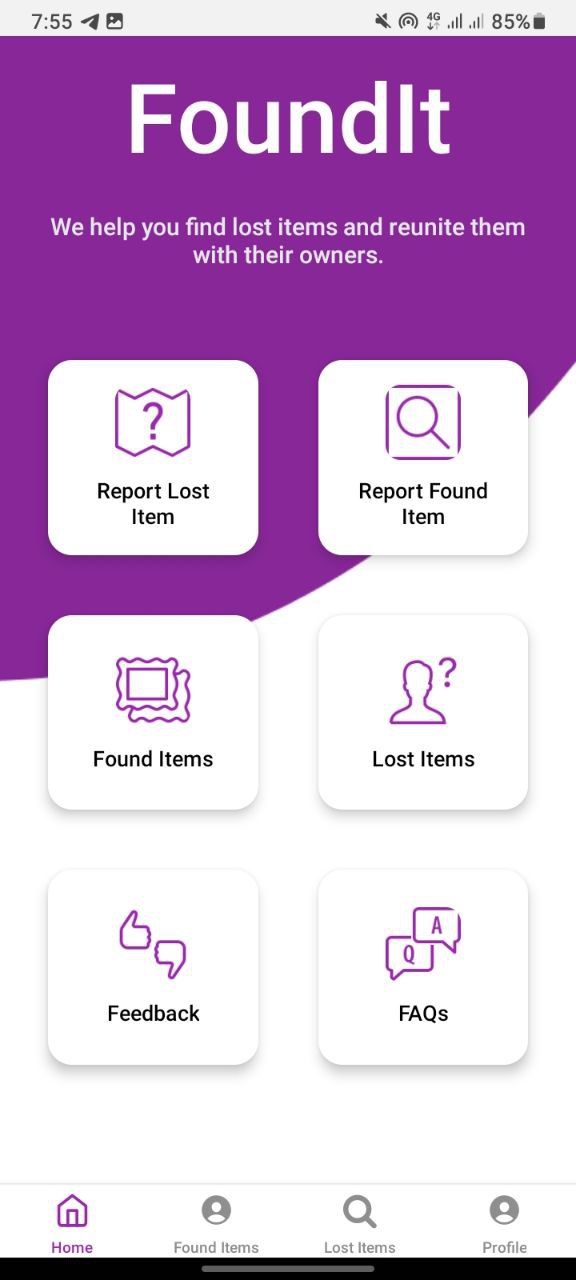 7:55
4G
85%
FoundIt
We help you find lost items and reunite them
with their owners.
?
Report Lost
Item
Report Found
Item
Found Items
?
Lost Items
Feedback
A
Q
FAQs
Home
Found Items
Lost Items
Profile